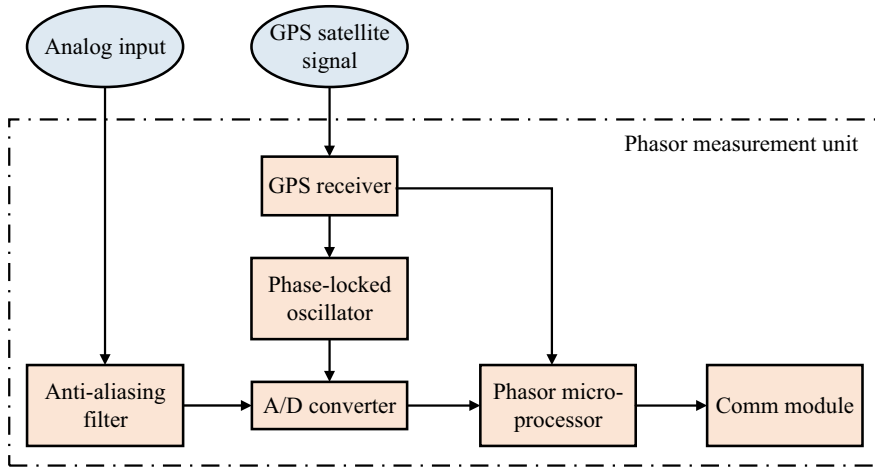 Analog input
GPS satellite
signal
Phasor measurement unit
GPS receiver
Phase-locked
oscillator
Anti-aliasing
filter
A/D converter
Phasor micro-
processor
Comm module